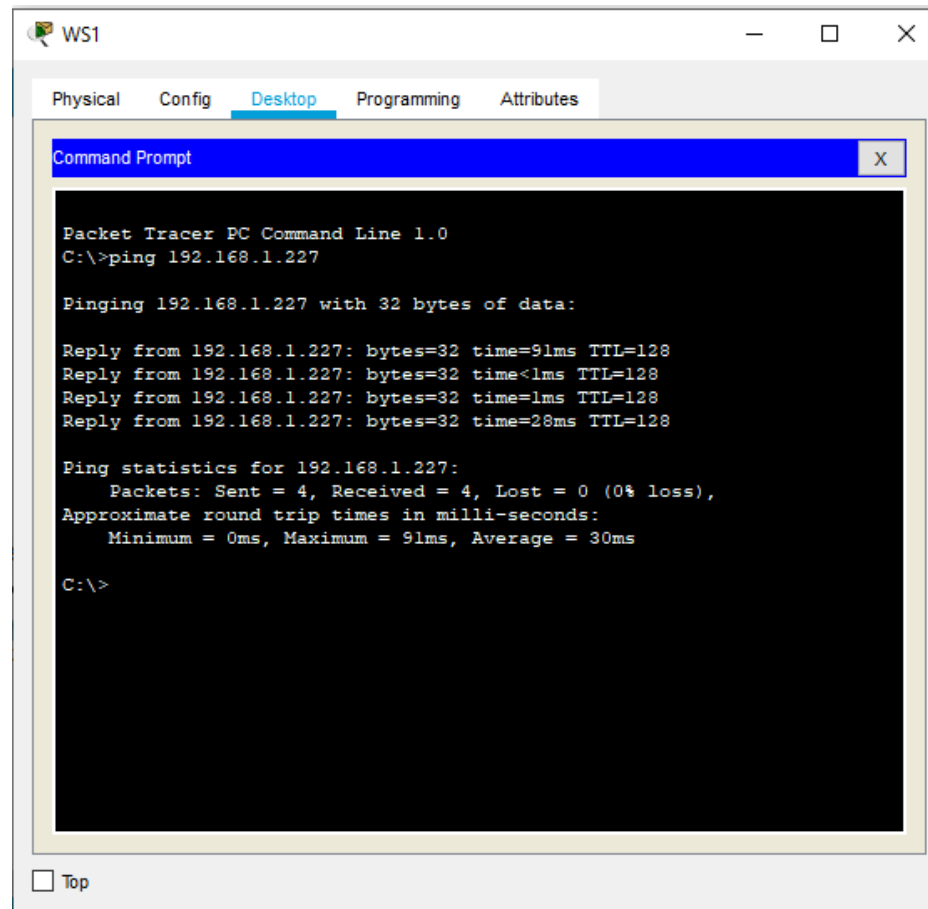 WS1
Physical Config Desktop Programming Attributes
Command Prompt X
Packet Tracer PC Command Line 1.0
C:\>ping 192.168.1.227
Pinging 192.168.1.227 with 32 bytes of data:
Reply from 192.168.1.227: bytes=32 time=91ms TTL=128
Reply from 192.168.1.227: bytes=32 time<1ms TTL=128
Reply from 192.168.1.227: bytes=32 time=1ms TTL=128
Reply from 192.168.1.227: bytes=32 time=28ms TTL=128
Ping statistics for 192.168.1.227:
Packets: Sent = 4, Received = 4, Lost = 0 (0% loss),
Approximate round trip times in milli-seconds:
Minimum = 0ms, Maximum = 91ms, Average = 30ms
C:\>
Top